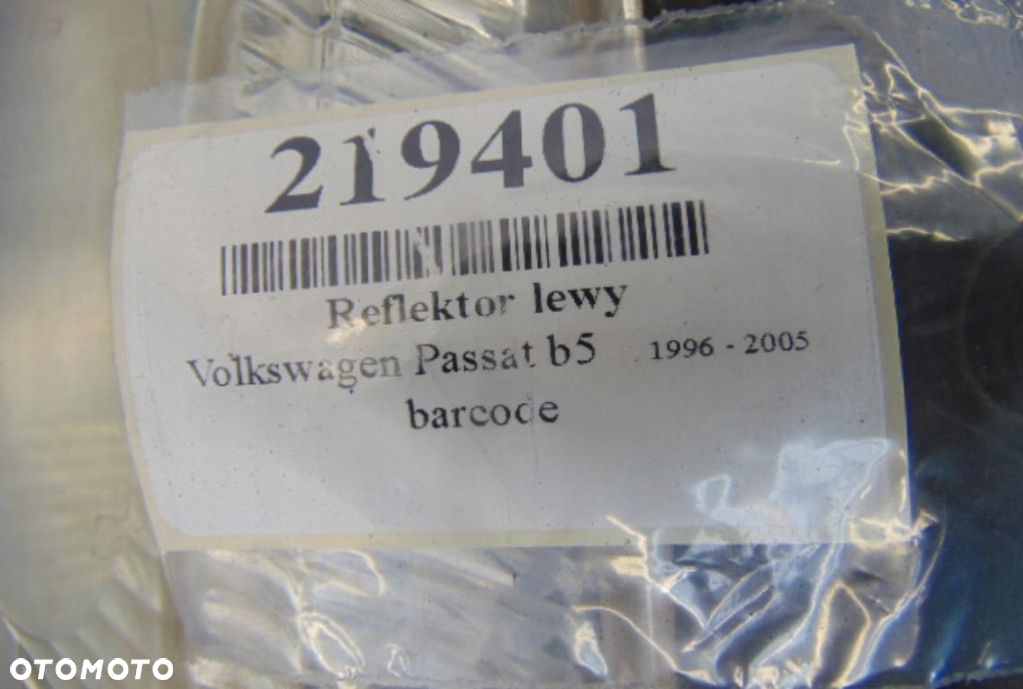 219401
Reflektor lewy
Volkswagen Passat b5 1996 - 2005
barcode
OTOMOTO